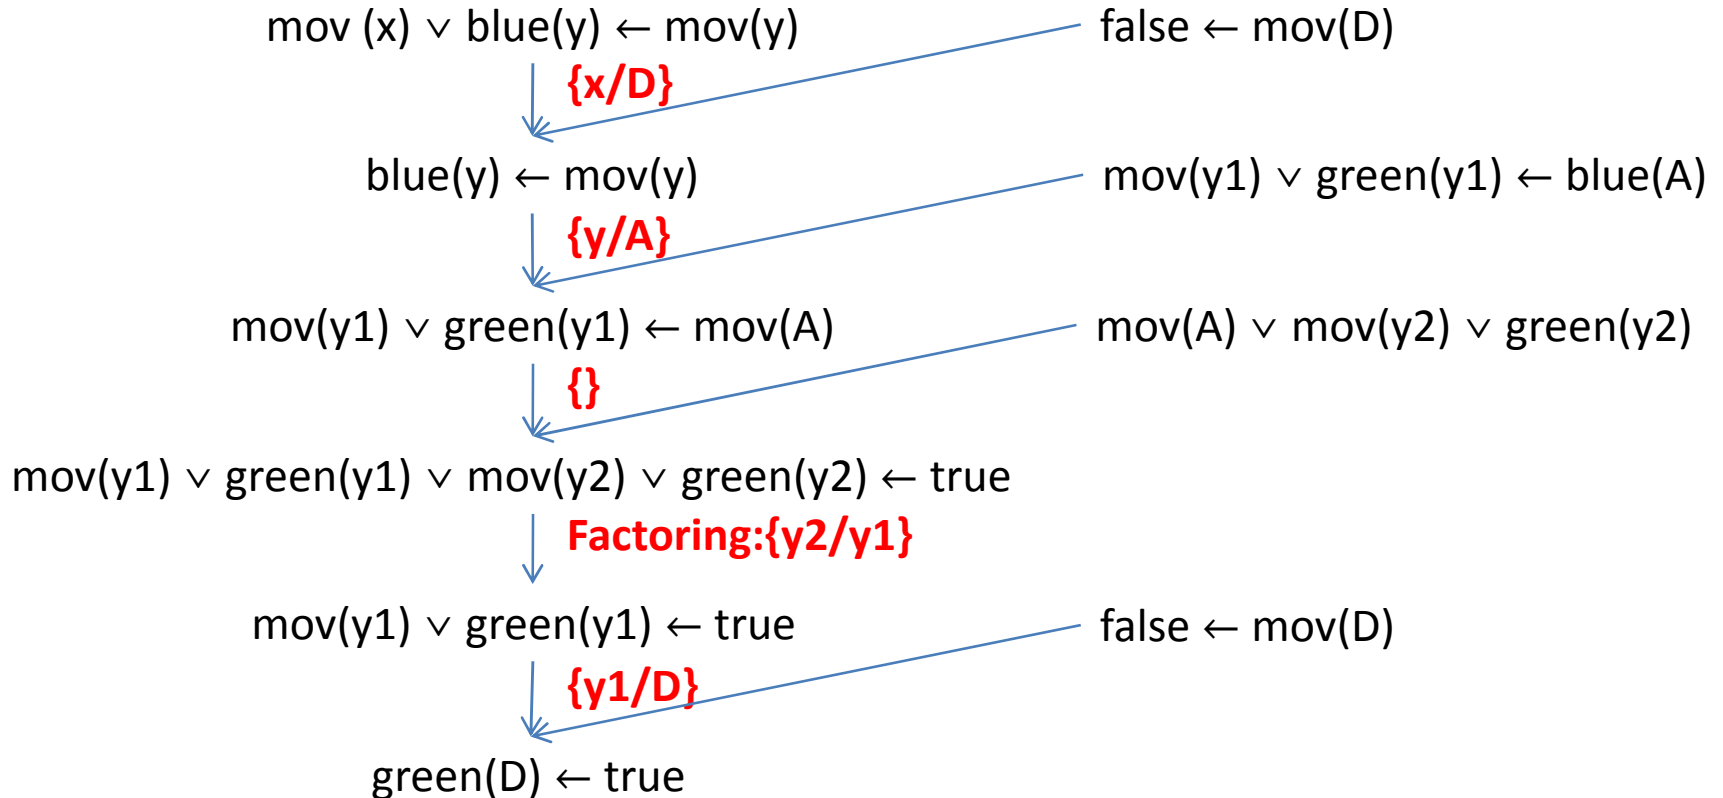 mov (x) ∨ blue(y) ← mov(y)
false ← mov(D)
{x/D}
blue(y) ← mov(y)
mov(y1) ∨ green(y1) ← blue(A)
{y/A}
mov(y1) ∨ green(y1) ← mov(A)
mov(A) ∨ mov(y2) ∨ green(y2)
{}
mov(y1) ∨ green(y1) ∨ mov(y2) ∨ green(y2) ← true
Factoring:{y2/y1}
mov(y1) ∨ green(y1) ← true
false ← mov(D)
{y1/D}
green(D) ← true